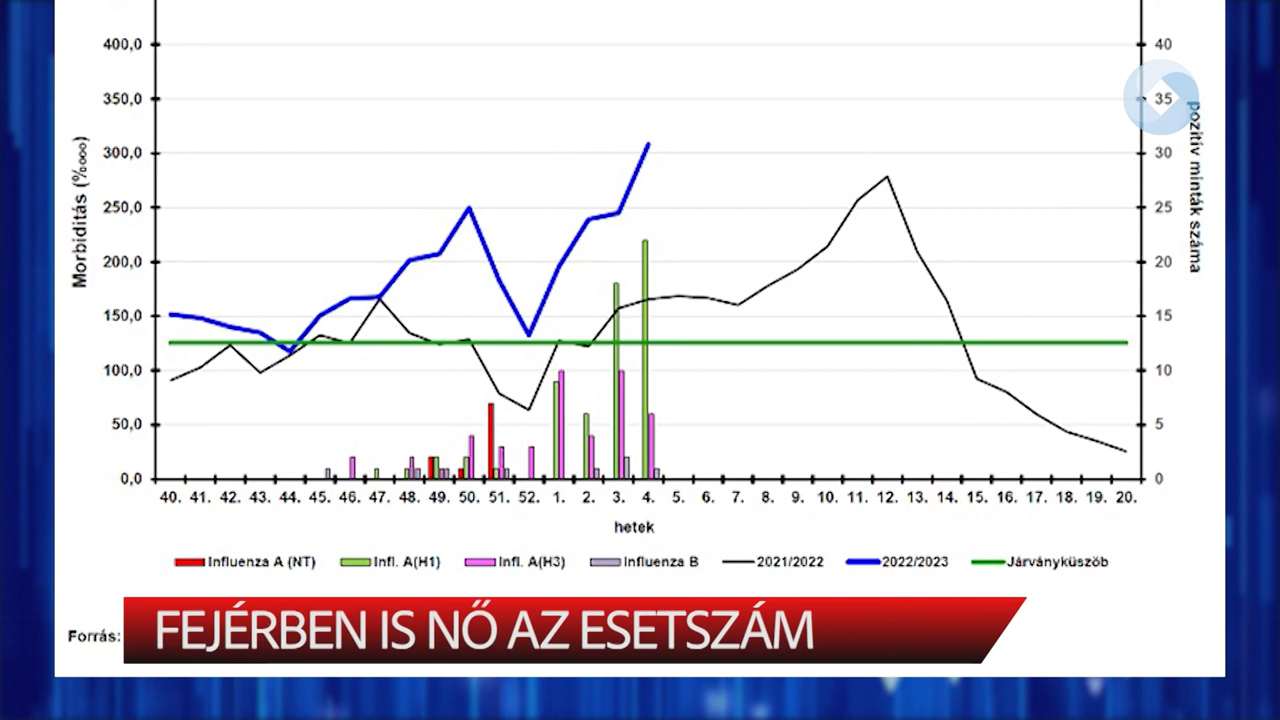 400,0
350,0
300,0
250,0
200,0
150,0
100,0
50,0
0,0
Morbiditás (‰oo)
40
35
30
25
20
15
10
5
0
pozitív minták száma
40. 41. 42. 43. 44. 45. 46. 47. 48. 49. 50. 51. 52. 1. 2. 3. 4. 5. 6. 7. 8. 9. 10. 11. 12. 13. 14. 15. 16. 17. 18. 19. 20.
hetek
Influenza A (NT) Infl. A(H1) Infl. A(H3) Influenza B 2021/2022 2022/2023 Járványküszöb
Forrás:
FEJÉRBEN IS NŐ AZ ESETSZÁM